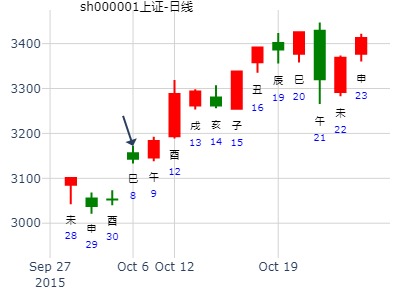 sh000001上证-日线
3400
3300
3200
3100
3000
未
28
申
29
酉
30
巳
8
午
9
酉
12
戌
13
亥
14
子
15
丑
16
辰
19
巳
20
午
21
未
22
申
23
Sep 27
2015
Oct 6
Oct 12
Oct 19